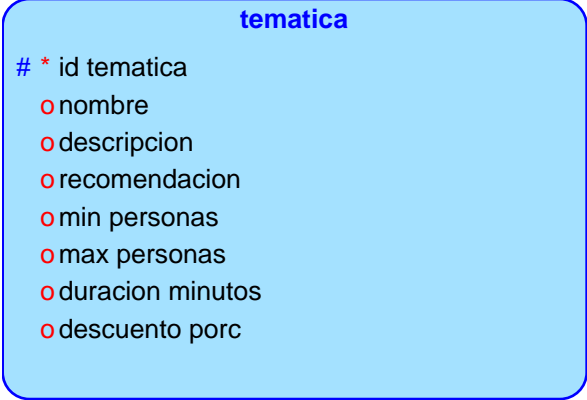 tematica
# * id tematica
o nombre
o descripcion
o recomendacion
o min personas
o max personas
o duracion minutos
o descuento porc